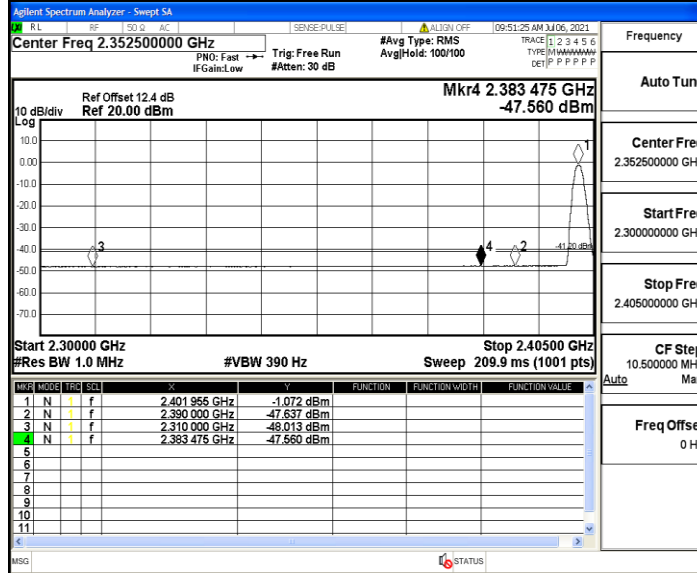 Agilent Spectrum Analyzer - Swept SA
RL RF 50 Ω AC SENSE:PULSE ALIGN OFF 09:51:25 AM Jul 06, 2021
Center Freq 2.352500000 GHz #Avg Type: RMS TRACE 1 2 3 4 5 6
PNO: Fast Trig: Free Run Avg|Hold: 100/100 TYPE M
IFGain:Low #Atten: 30 dB DET P P P P P P
Mkr4 2.383 475 GHz
-47.560 dBm
Ref Offset 12.4 dB
10 dB/div Ref 20.00 dBm
Log
10.0
0.00
-10.0
-20.0
-30.0
-40.0
-50.0
-60.0
-70.0
1
2
3
4
-41.20 dBm
Start 2.30000 GHz Stop 2.40500 GHz
#Res BW 1.0 MHz #VBW 390 Hz Sweep 209.9 ms (1001 pts)
MKR MODE TRC SCL X Y FUNCTION FUNCTION WIDTH FUNCTION VALUE
1 N 1 f 2.401 955 GHz -1.072 dBm
2 N 1 f 2.390 000 GHz -47.637 dBm
3 N 1 f 2.310 000 GHz -48.013 dBm
4 N 1 f 2.383 475 GHz -47.560 dBm
5
6
7
8
9
10
11
MSG STATUS
Frequency
Auto Tun
Center Fre
2.352500000 GH
Start Fre
2.300000000 GH
Stop Fre
2.405000000 GH
CF Ste
10.500000 MH
Auto Ma
Freq Offse
0 H